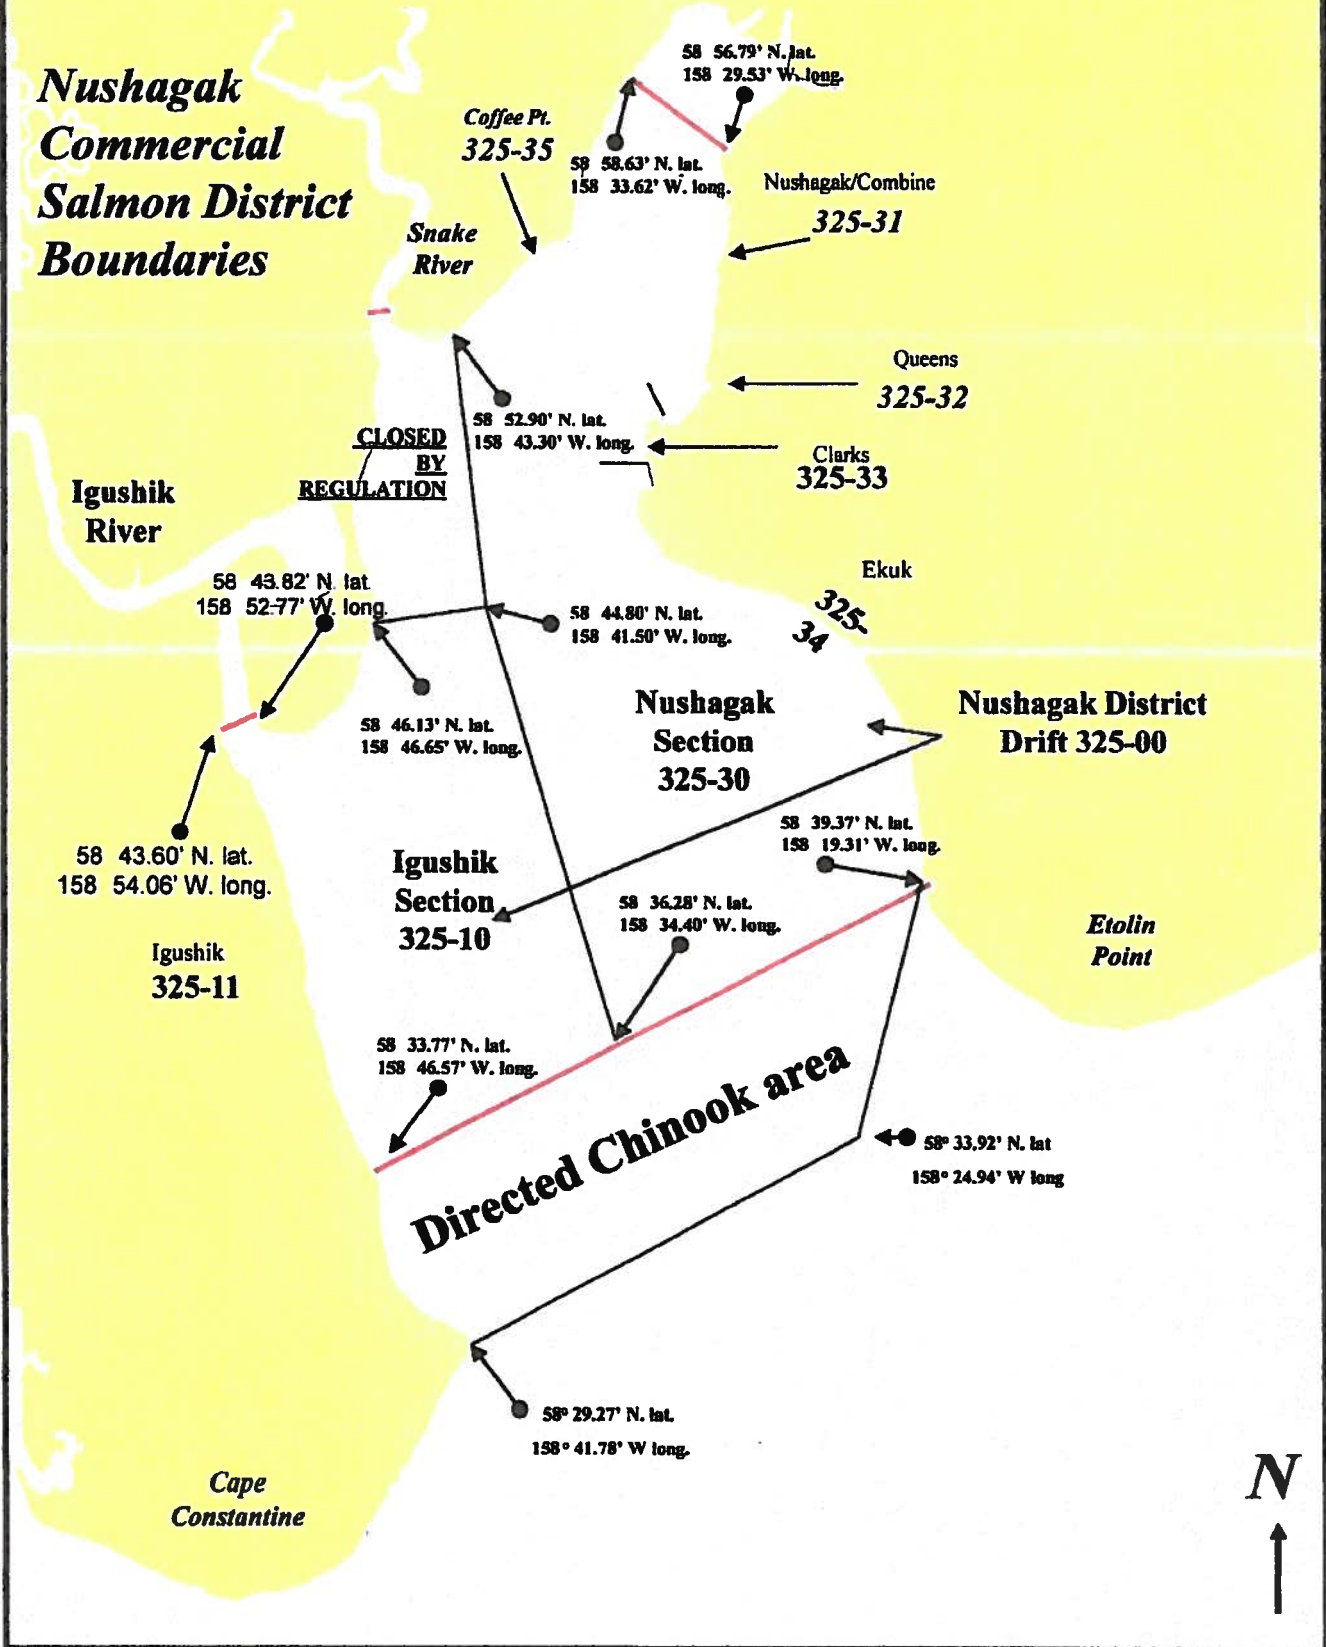 Nushagak
Commercial
Salmon District
Boundaries
58 56.79' N. lat.
158 29.53' W. long.
Coffee Pt.
325-35
58 58.63' N. lat.
158 33.62' W. long.
Nushagak/Combine
325-31
Snake
River
Queens
325-32
58 52.90' N. lat.
158 43.30' W. long.
CLOSED
BY
REGULATION
Clarks
325-33
Igushik
River
58 43.82' N. lat.
158 52.77' W. long.
Ekuk
325-
34
58 44.80' N. lat.
158 41.50' W. long.
58 46.13' N. lat.
158 46.65' W. long.
Nushagak
Section
325-30
Nushagak District
Drift 325-00
58 43.60' N. lat.
158 54.06' W. long.
58 39.37' N. lat.
158 19.31' W. long.
Igushik
Section
325-10
58 36.28' N. lat.
158 34.40' W. long.
Etolin
Point
Igushik
325-11
58 33.77' N. lat.
158 46.57' W. long.
Directed Chinook area
58º 33.92' N. lat
158º 24.94' W long
58º 29.27' N. lat.
158º 41.78' W long.
Cape
Constantine
N